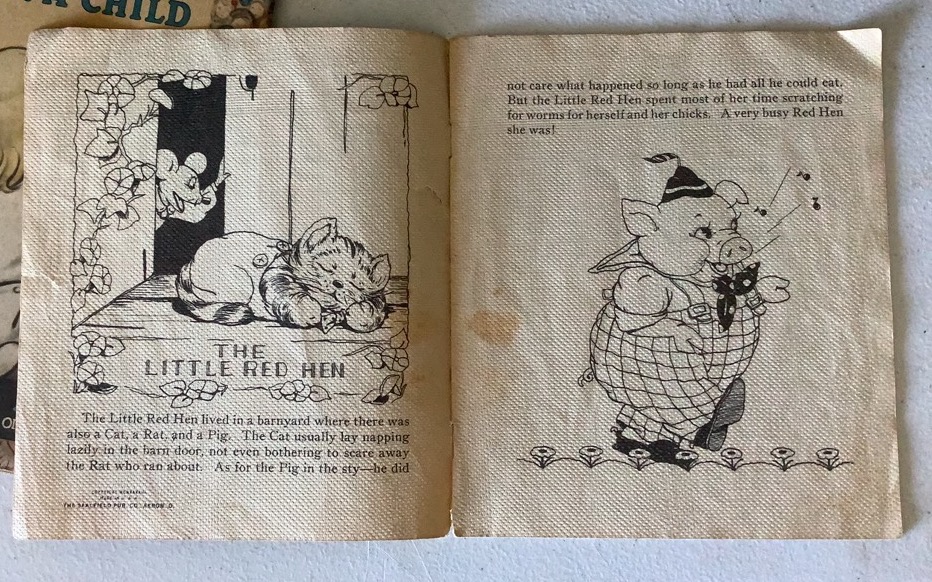 A CHILD
THE
LITTLE RED HEN
The Little Red Hen lived in a barnyard where there was
also a Cat, a Rat, and a Pig. The Cat usually lay napping
lazily in the barn door, not even bothering to scare away
the Rat who ran about. As for the Pig in the sty—he did
THE SAALFIELD PUB. CO. AKRON, O.
not care what happened so long as he had all he could eat.
But the Little Red Hen spent most of her time scratching
for worms for herself and her chicks. A very busy Red Hen
she was!